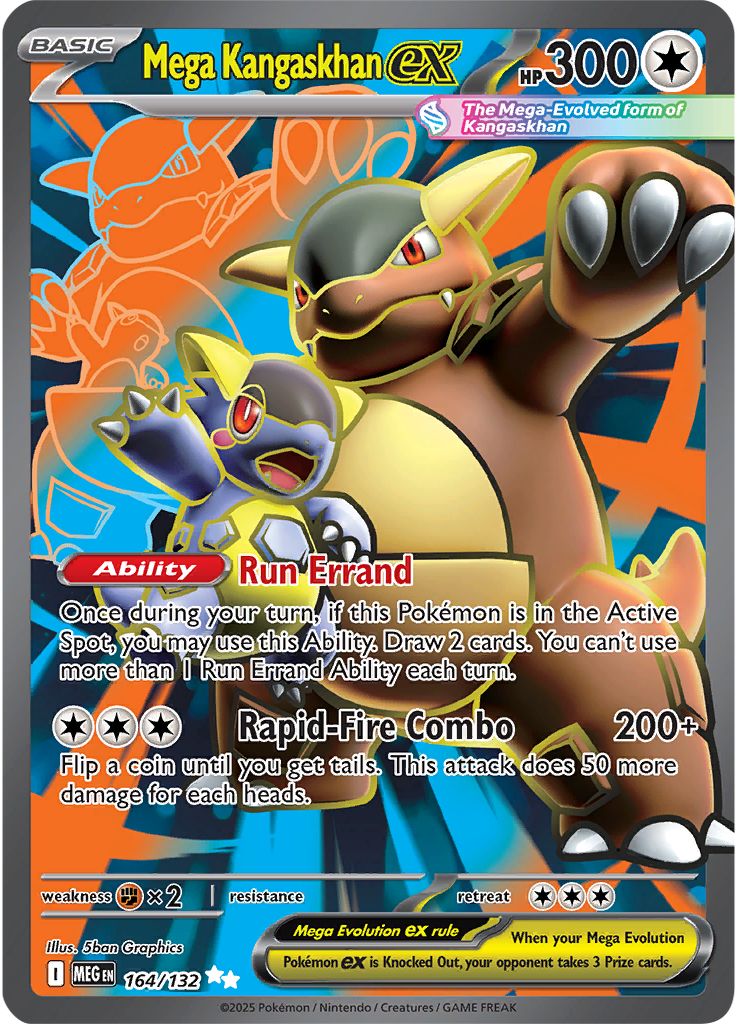 BASIC
Mega Kangaskhan ex
HP 300
The Mega-Evolved form of
Kangaskhan
Ability Run Errand
Once during your turn, if this Pokémon is in the Active
Spot, you may use this Ability. Draw 2 cards. You can't use
more than 1 Run Errand Ability each turn.
Rapid-Fire Combo 200+
Flip a coin until you get tails. This attack does 50 more
damage for each heads.
weakness ×2 resistance retreat
Illus. 5ban Graphics
Mega Evolution ex rule
When your Mega Evolution
Pokémon ex is Knocked Out, your opponent takes 3 Prize cards.
I MEG EN 164/132
©2025 Pokémon / Nintendo / Creatures / GAME FREAK